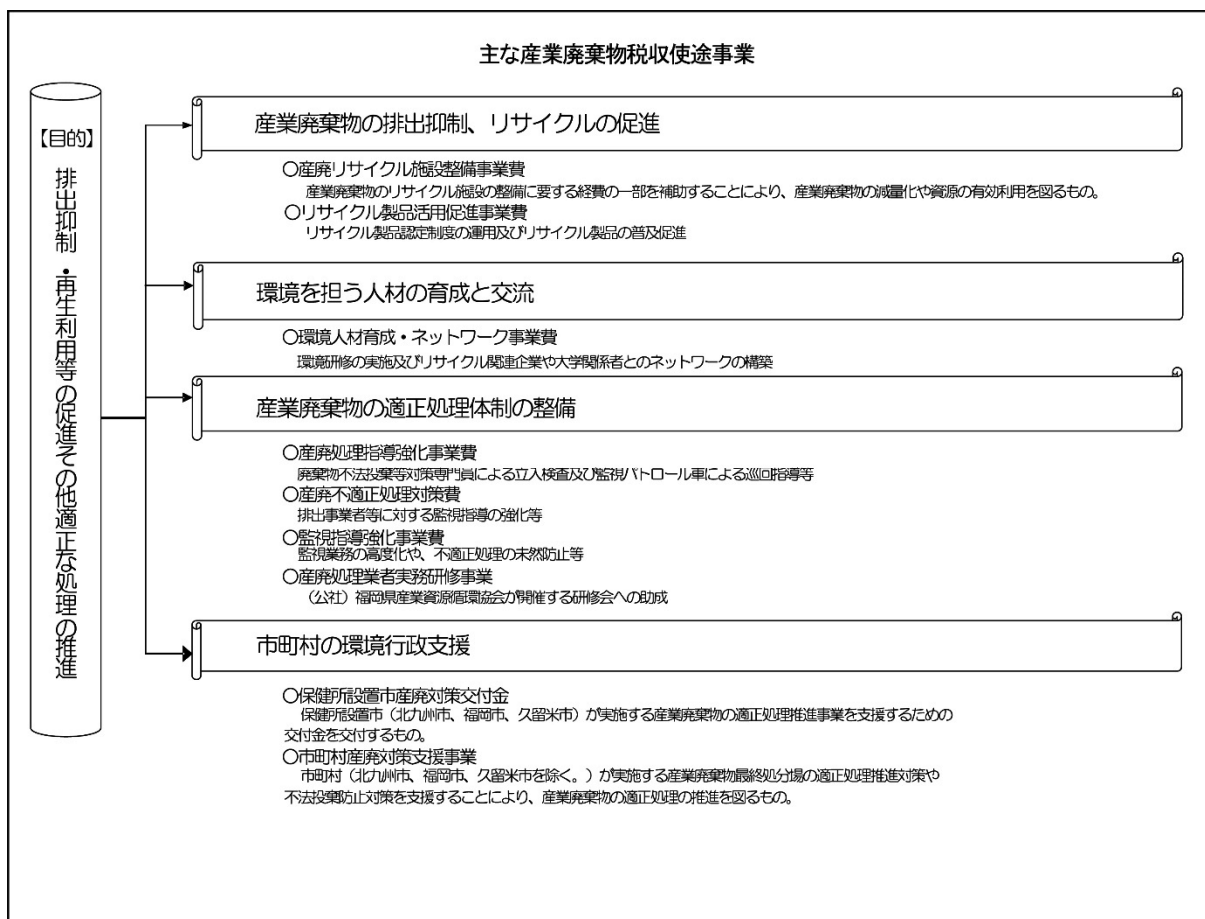 主な産業廃棄物税収使途事業
【目的】
排出抑制・再生利用等の促進その他適正な処理の推進
産業廃棄物の排出抑制、リサイクルの促進
〇産廃リサイクル施設整備事業費
産業廃棄物のリサイクル施設の整備に要する経費の一部を補助することにより、産業廃棄物の減量化や資源の有効利用を図るもの。
〇リサイクル製品活用促進事業費
リサイクル製品認定制度の運用及びリサイクル製品の普及促進
環境を担う人材の育成と交流
〇環境人材育成・ネットワーク事業費
環境研修の実施及びリサイクル関連企業や大学関係者とのネットワークの構築
産業廃棄物の適正処理体制の整備
〇産廃処理指導強化事業費
廃棄物不法投棄等対策専門員による立入検査及び監視パトロール車による巡回指導等
〇産廃不適正処理対策費
排出事業者等に対する監視指導の強化等
〇監視指導強化事業費
監視業務の高度化や、不適正処理の未然防止等
〇産廃処理業者実務研修事業
（公社）福岡県産業資源循環協会が開催する研修会への助成
市町村の環境行政支援
〇保健所設置市産廃対策交付金
保健所設置市（北九州市、福岡市、久留米市）が実施する産業廃棄物の適正処理推進事業を支援するための
交付金を交付するもの。
〇市町村産廃対策支援事業
市町村（北九州市、福岡市、久留米市を除く。）が実施する産業廃棄物最終処分場の適正処理推進対策や
不法投棄防止対策を支援することにより、産業廃棄物の適正処理の推進を図るもの。